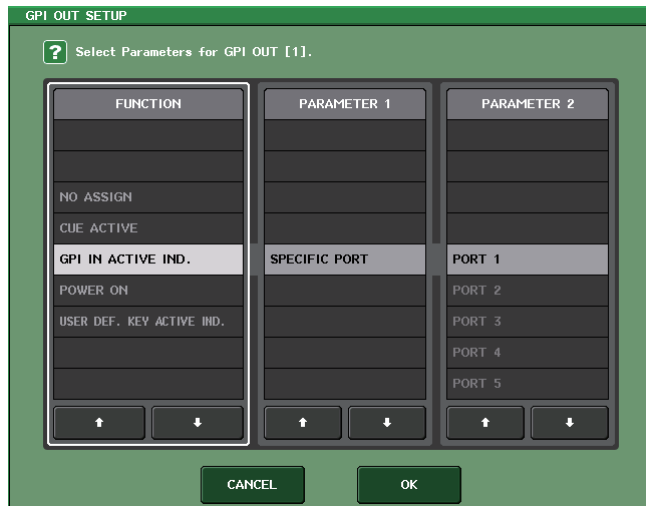 GPI OUT SETUP
? Select Parameters for GPI OUT [1].
FUNCTION PARAMETER 1 PARAMETER 2
NO ASSIGN
CUE ACTIVE
GPI IN ACTIVE IND. SPECIFIC PORT PORT 1
POWER ON PORT 2
USER DEF. KEY ACTIVE IND. PORT 3
PORT 4
PORT 5
CANCEL OK